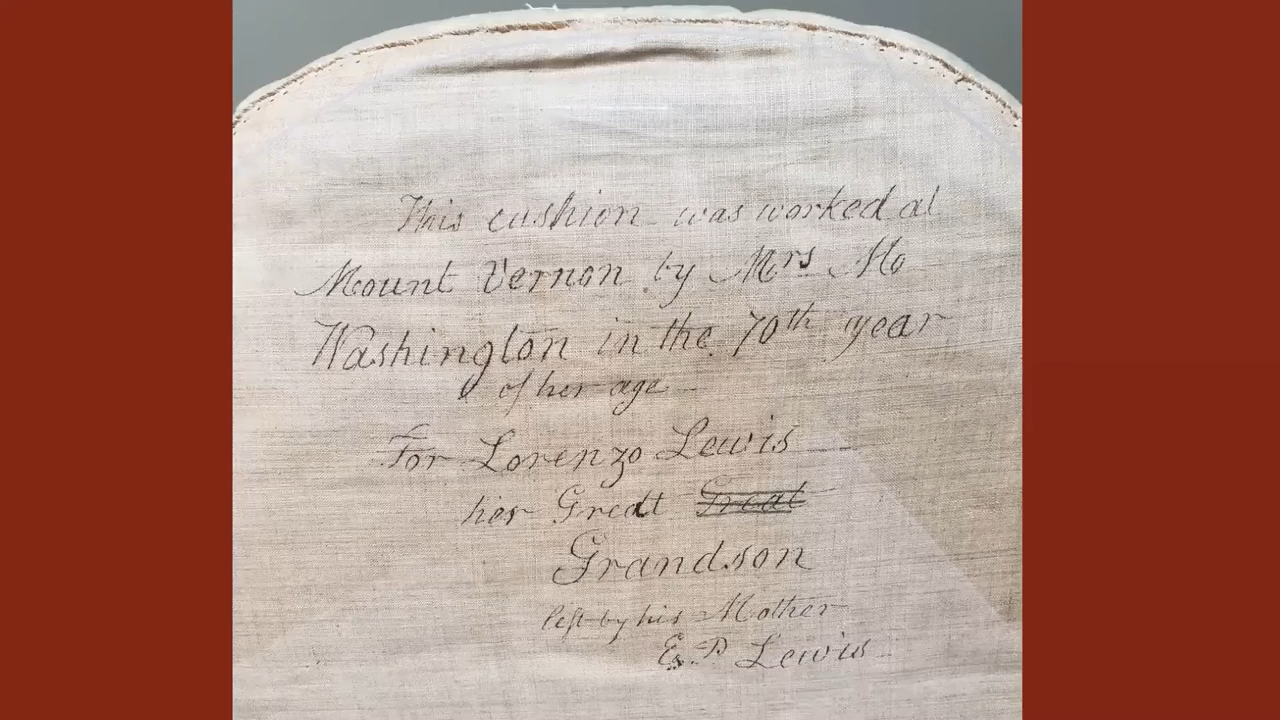 This cushion was worked at
Mount Vernon by Mrs Mo
Washington in the 70th year
of her age
For Lorenzo Lewis
her Great Great
Grandson
left by his Mother
E. P. Lewis